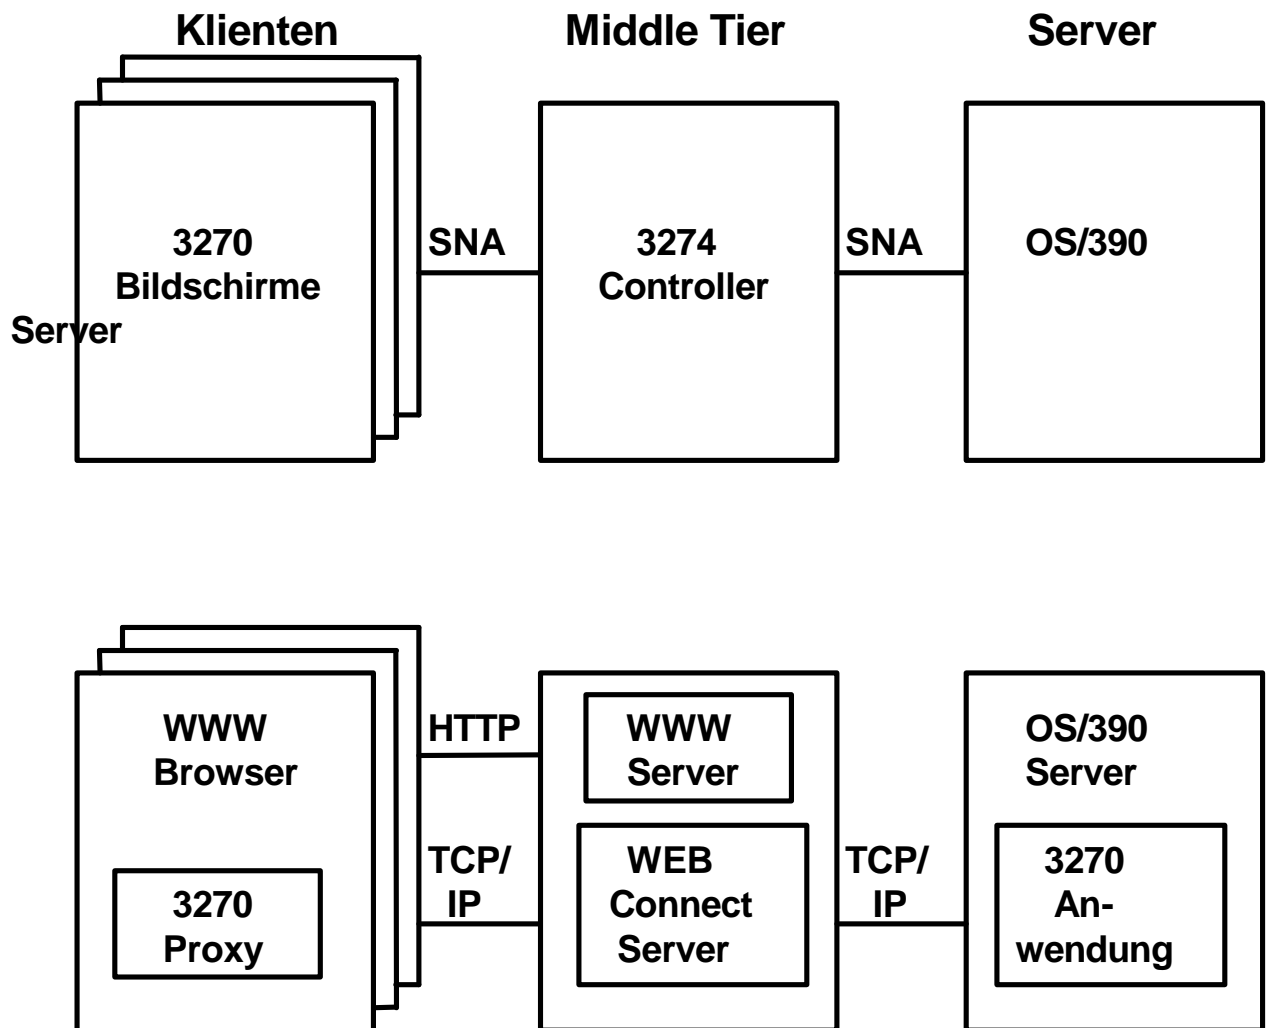 Klienten Middle Tier Server
3270 SNA 3274 SNA OS/390
Bildschirme Controller
Server
WWW HTTP WWW OS/390
Browser Server Server
TCP/ WEB TCP/ 3270
3270 IP Connect IP An-
Proxy Server wendung